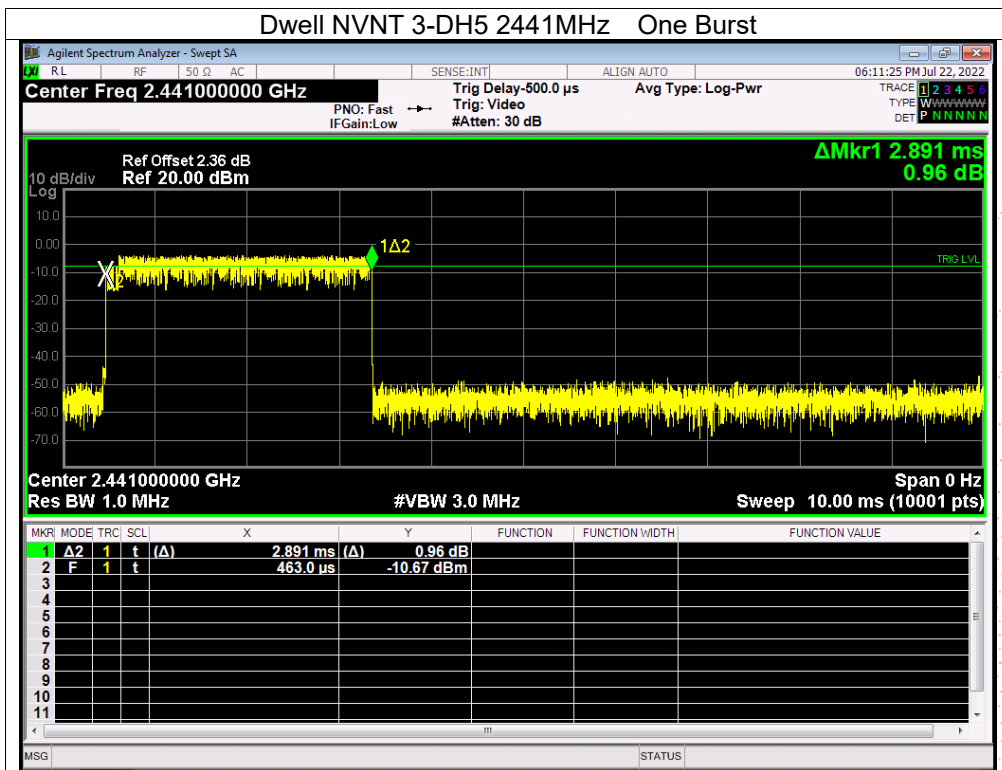 Dwell NVNT 3-DH5 2441MHz One Burst
Agilent Spectrum Analyzer - Swept SA
LXI RL RF 50 Ω AC SENSE:INT ALIGN AUTO 06:11:25 PM Jul 22, 2022
Center Freq 2.441000000 GHz Trig Delay-500.0 µs Avg Type: Log-Pwr TRACE 1 2 3 4 5 6
PNO: Fast Trig: Video TYPE WWWWWW
IFGain:Low #Atten: 30 dB DET P N N N N N
ΔMkr1 2.891 ms
0.96 dB
Ref Offset 2.36 dB
10 dB/div Ref 20.00 dBm
Log
10.0
0.00
1Δ2
TRIG LVL
-10.0
X2
-20.0
-30.0
-40.0
-50.0
-60.0
-70.0
Center 2.441000000 GHz Span 0 Hz
Res BW 1.0 MHz #VBW 3.0 MHz Sweep 10.00 ms (10001 pts)
MKR MODE TRC SCL X Y FUNCTION FUNCTION WIDTH FUNCTION VALUE
1 Δ2 1 t (Δ) 2.891 ms (Δ) 0.96 dB
2 F 1 t 463.0 µs -10.67 dBm
3
4
5
6
7
8
9
10
11
MSG STATUS